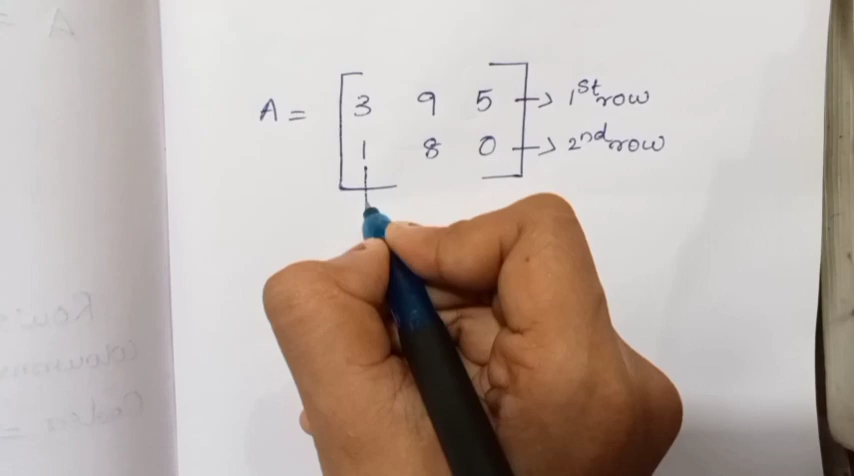 A = [ 3 9 5 ] → 1st row
[ 1 8 0 ] → 2nd row